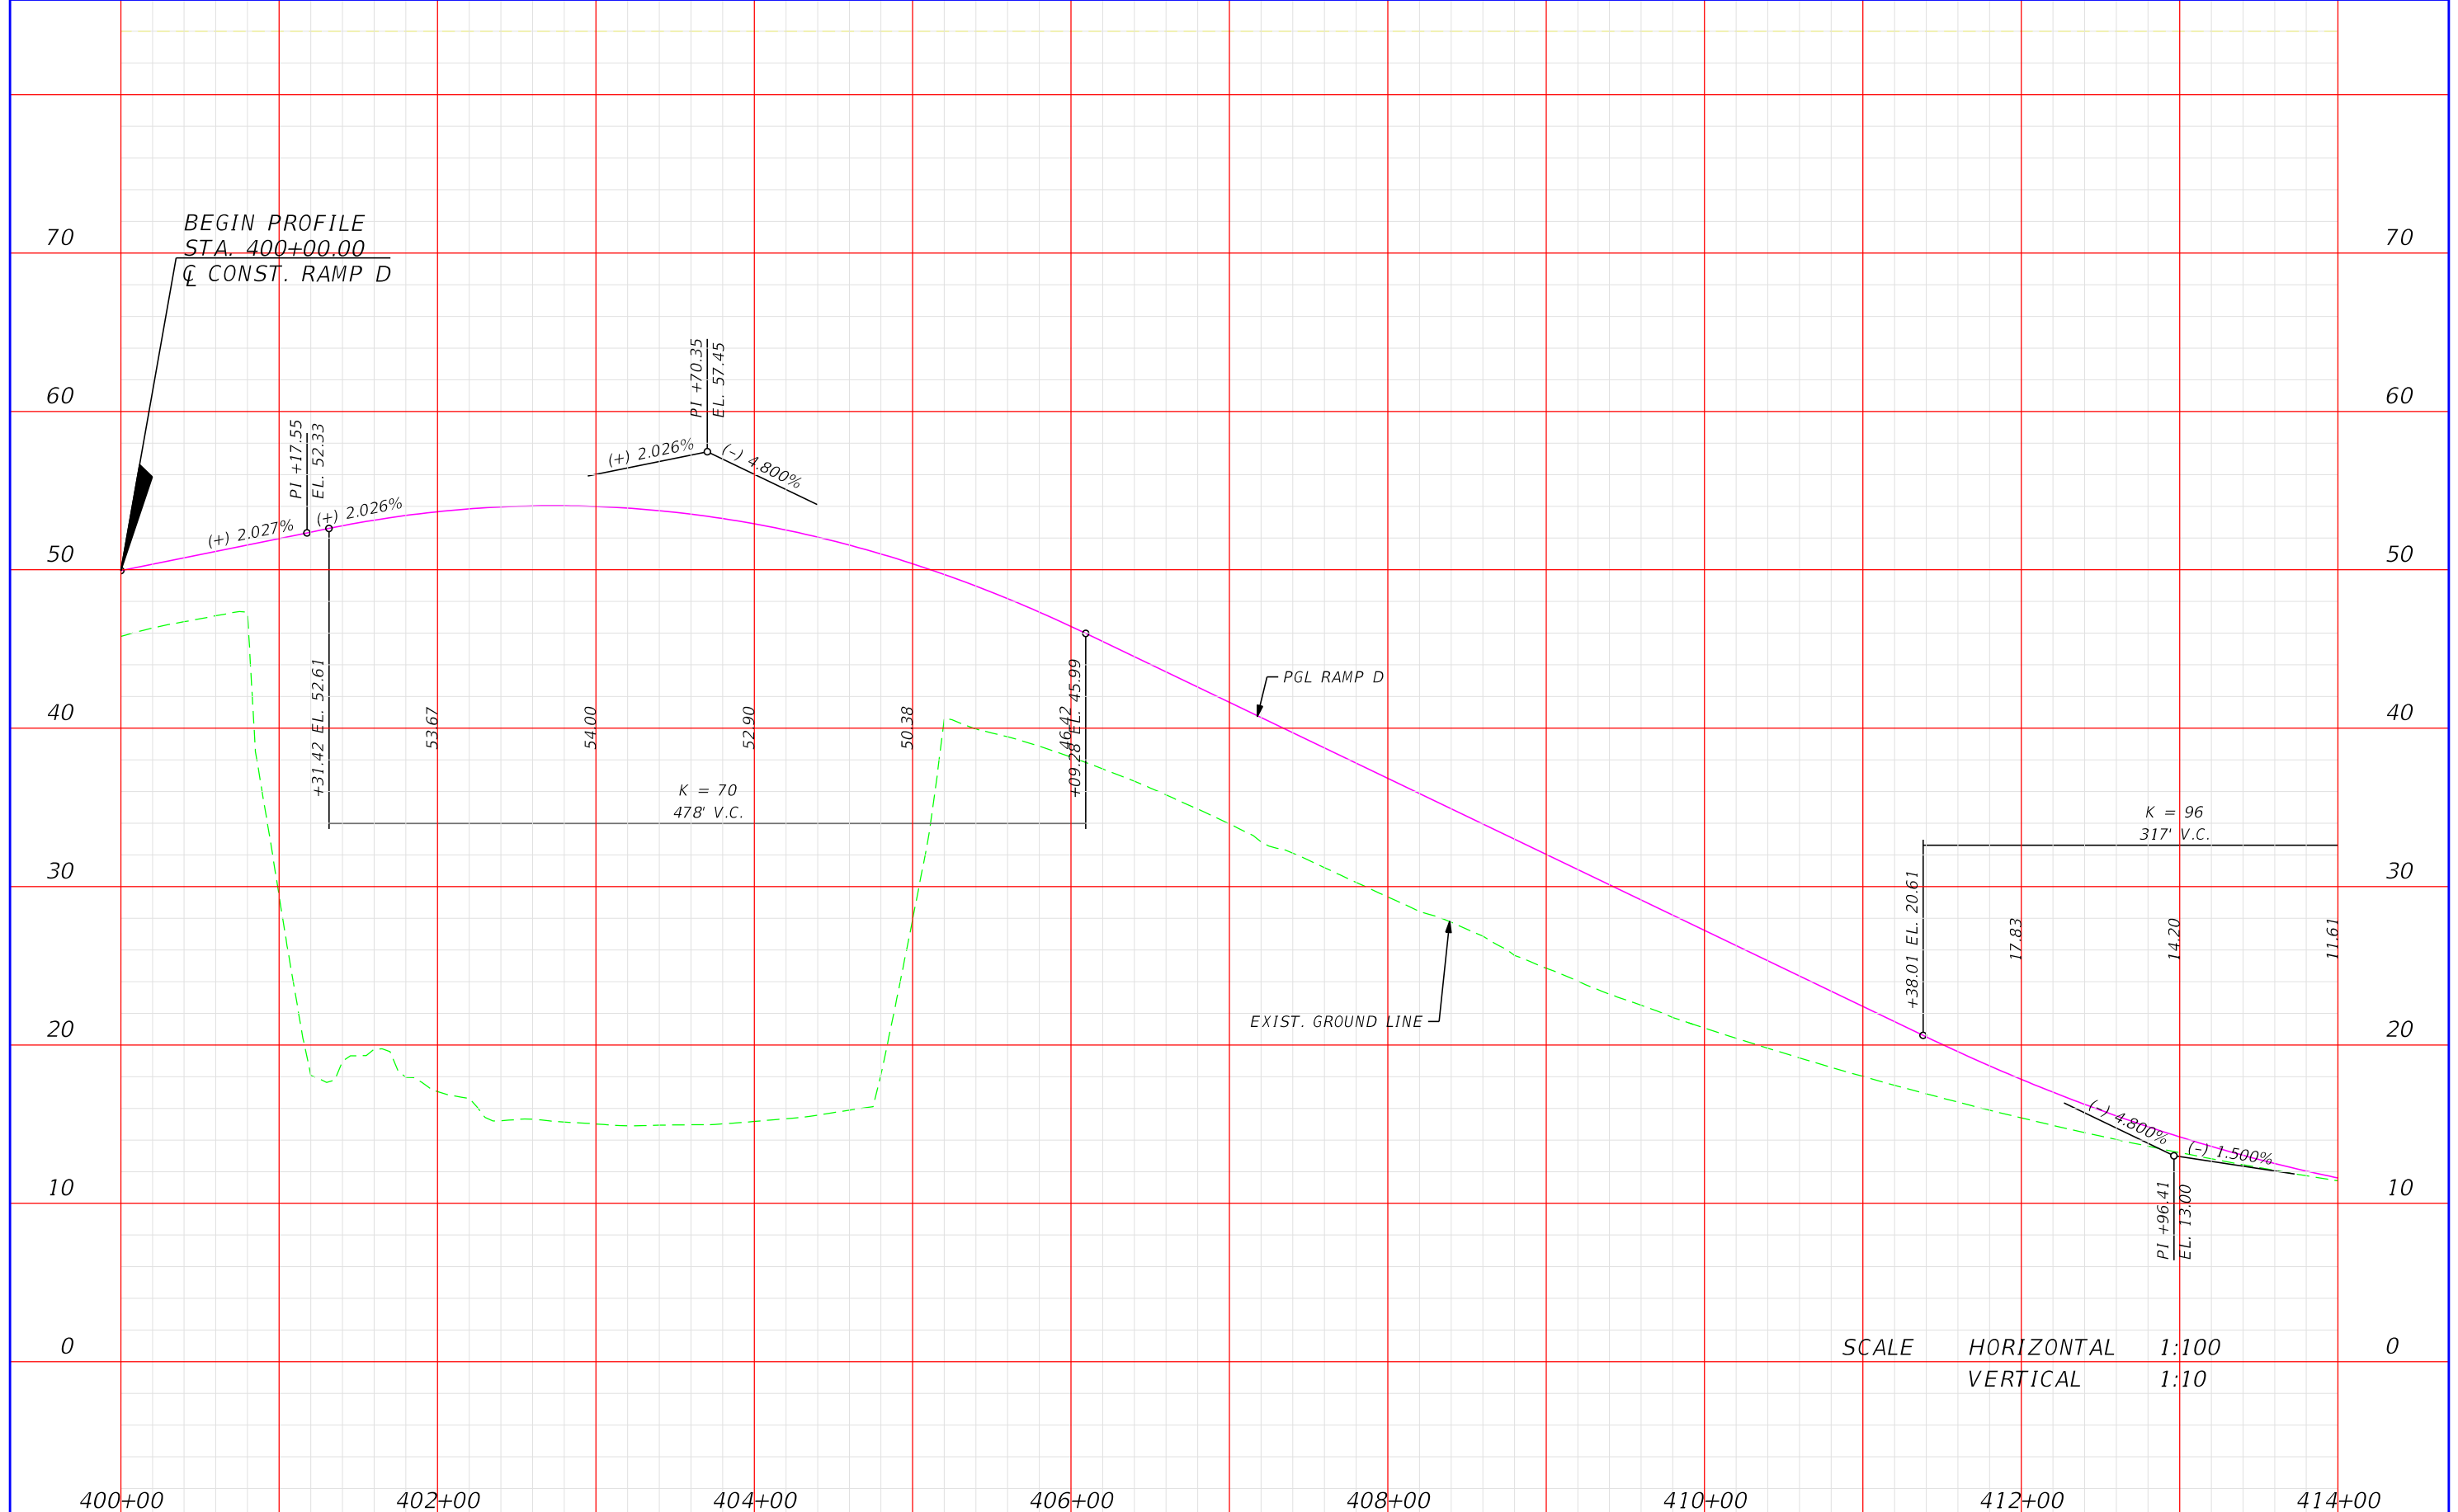 BEGIN PROFILE
STA. 400+00.00
℄ CONST. RAMP D
70
70
60
60
50
50
40
40
30
30
20
20
10
10
0
0
PI +17.55
EL. 52.33
(+) 2.027%
(+) 2.026%
PI +70.35
EL. 57.45
(+) 2.026%
(-) 4.800%
+31.42 EL. 52.61
53.67
54.00
52.90
50.38
46.42
+09.28 EL. 45.99
K = 70
478' V.C.
PGL RAMP D
EXIST. GROUND LINE
K = 96
317' V.C.
+38.01 EL. 20.61
17.83
14.20
11.61
(-) 4.800%
(-) 1.500%
PI +96.41
EL. 13.00
SCALE HORIZONTAL 1:100
VERTICAL 1:10
400+00 402+00 404+00 406+00 408+00 410+00 412+00 414+00